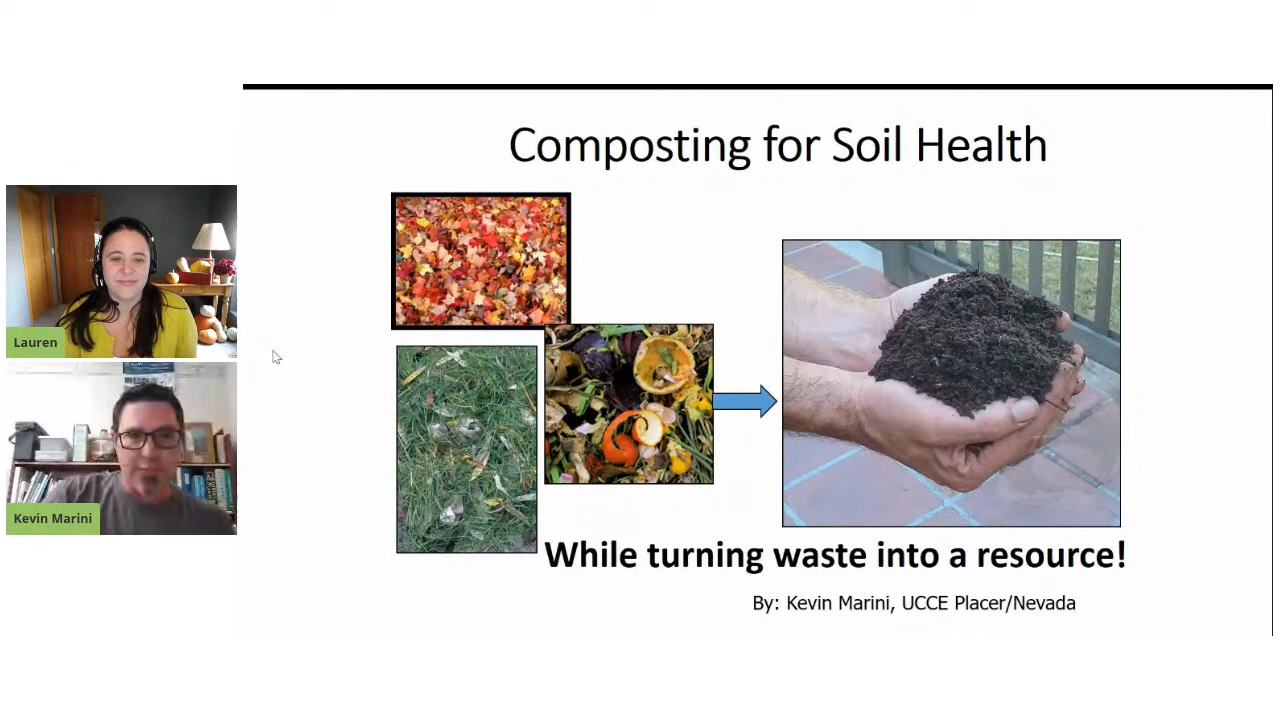 Composting for Soil Health
Lauren
Kevin Marini
While turning waste into a resource!
By: Kevin Marini, UCCE Placer/Nevada